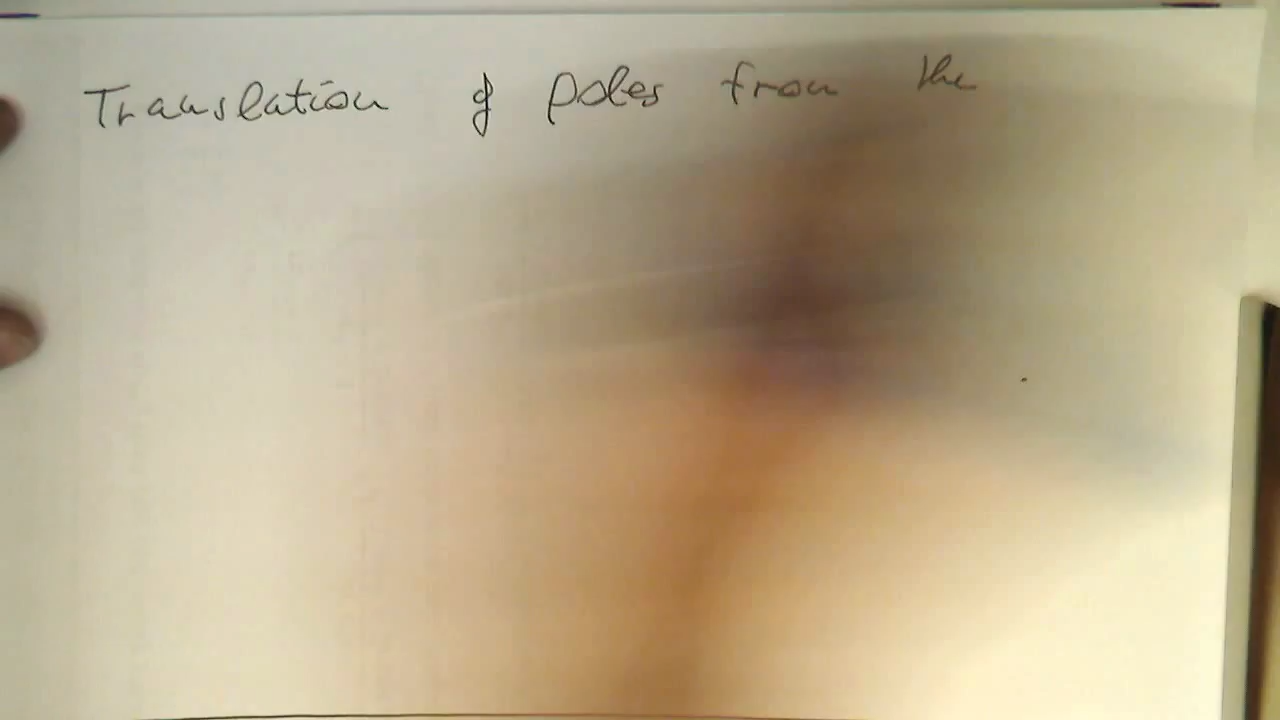 Translation of poles from the